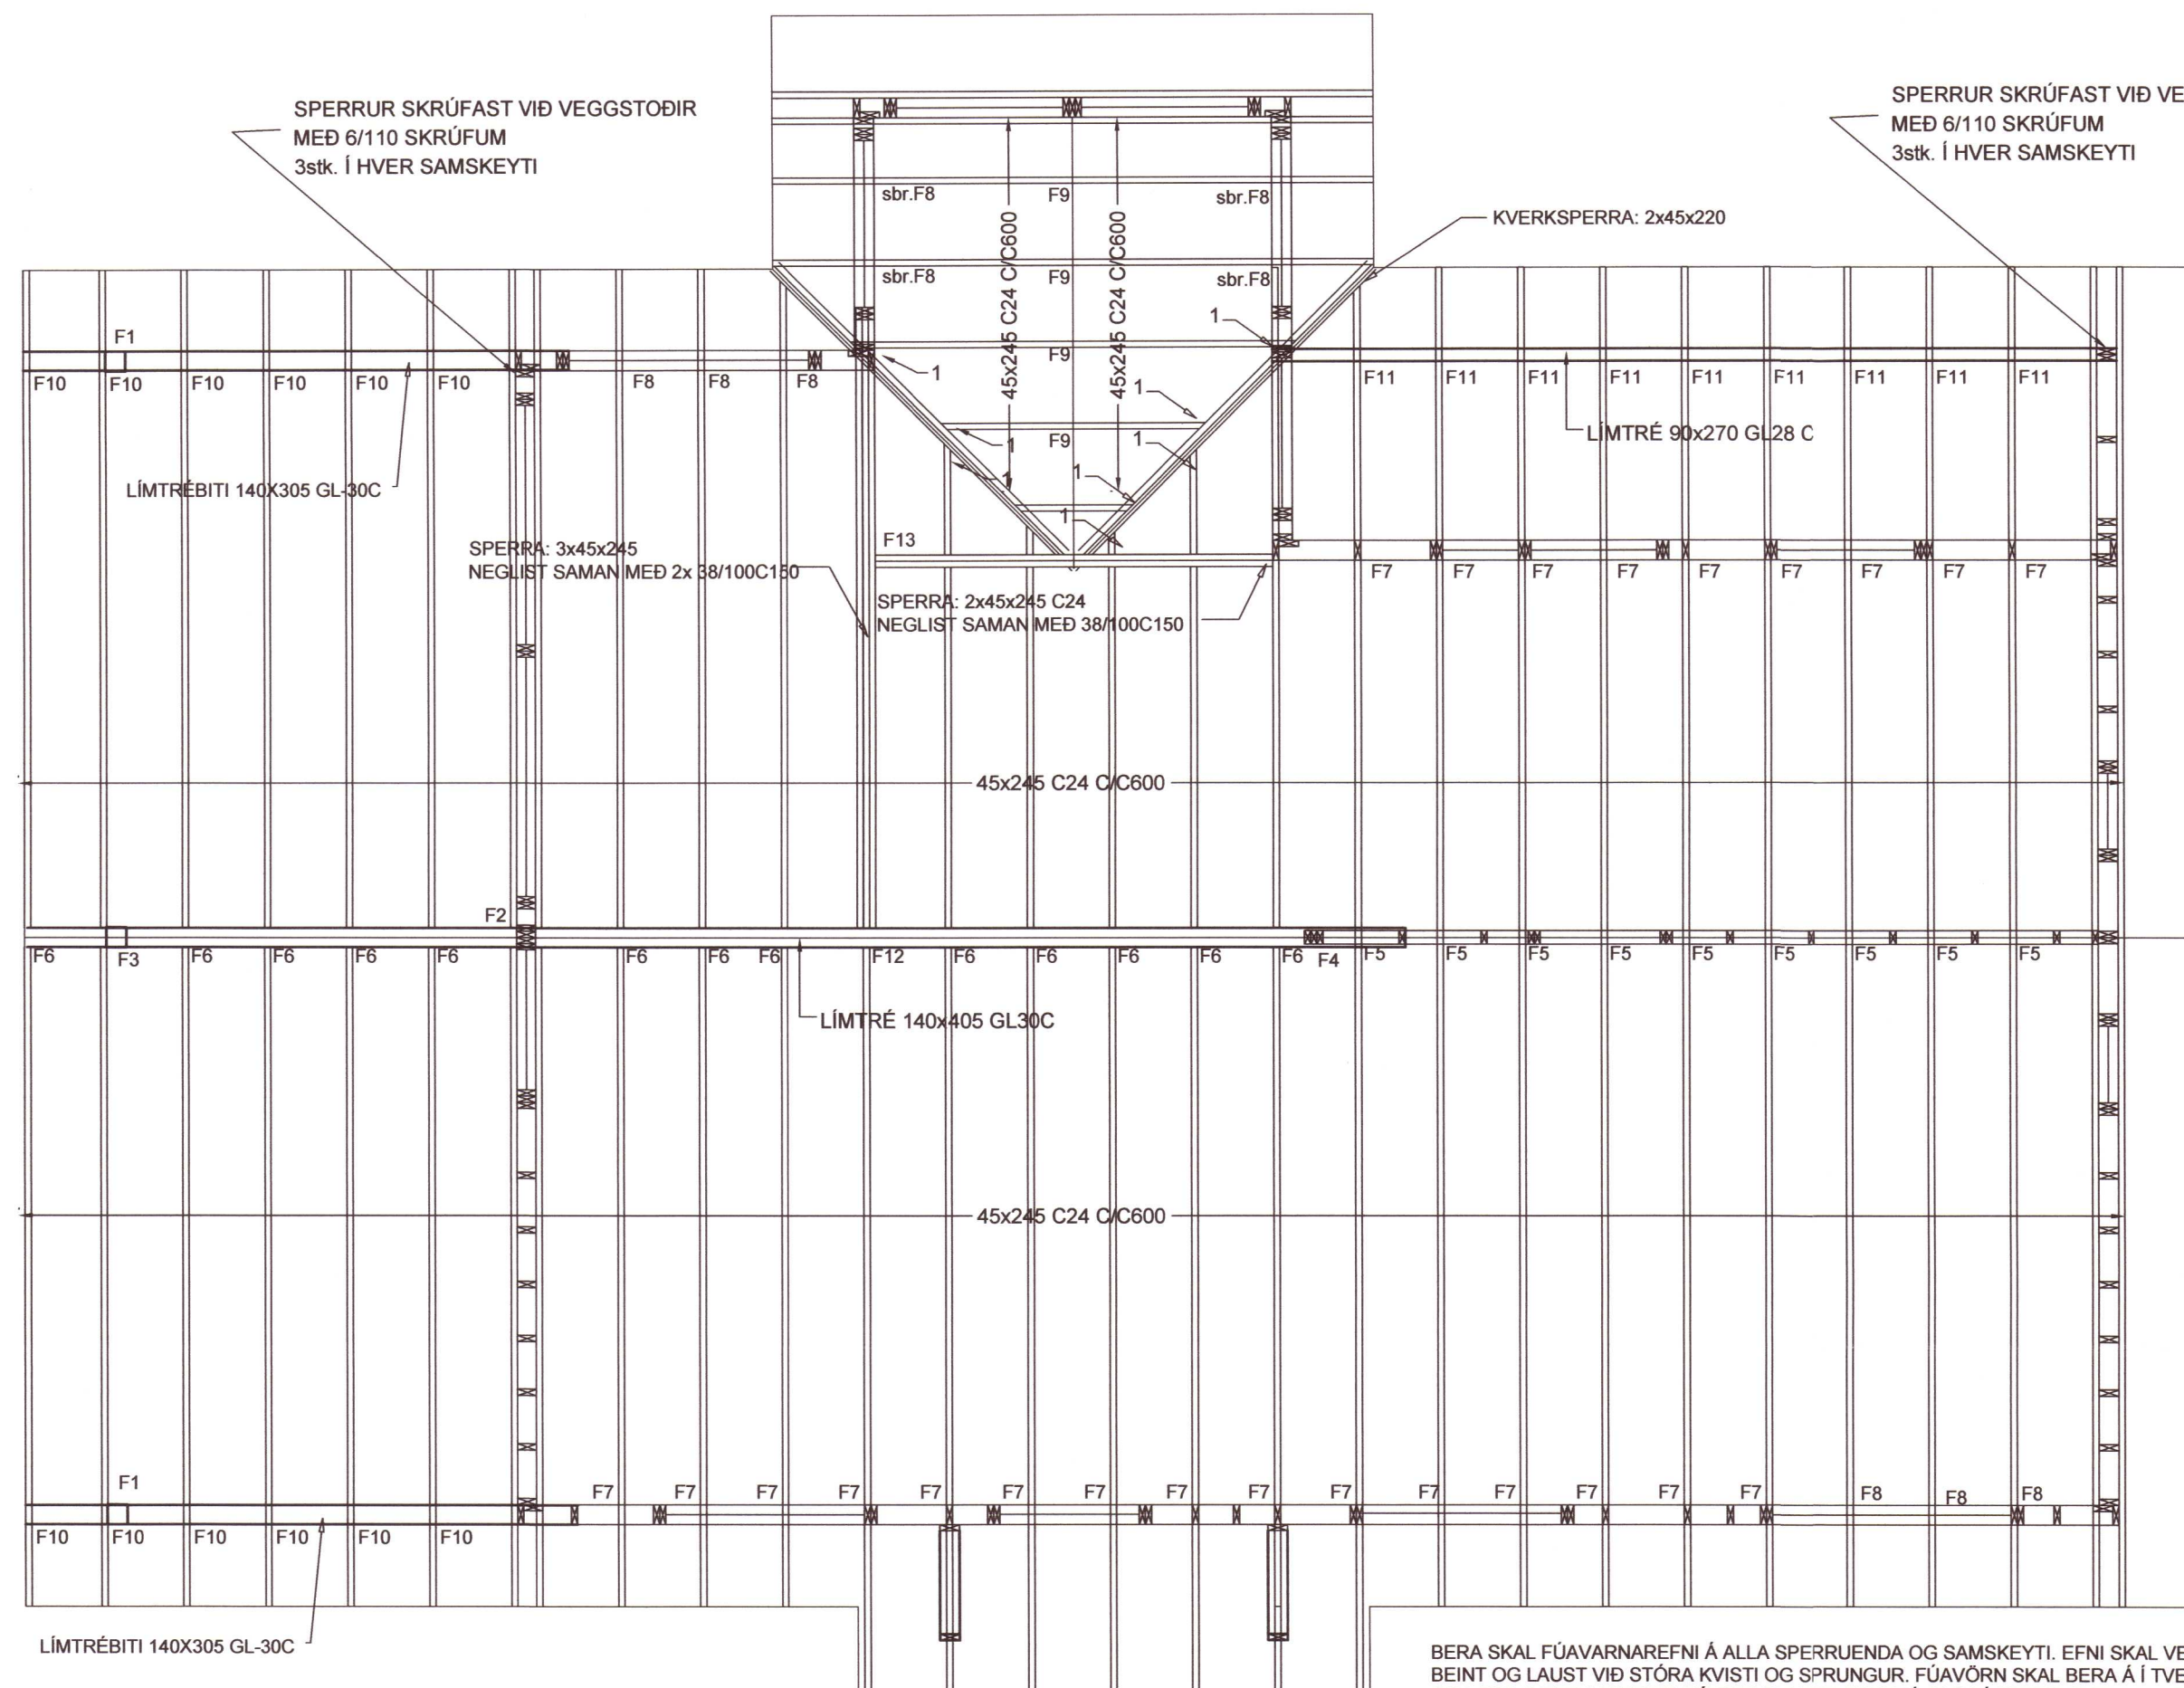 SPERRUR SKRÚFAST VIÐ VEGGSTOÐIR
MEÐ 6/110 SKRÚFUM
3stk. Í HVER SAMSKEYTI
SPERRUR SKRÚFAST VIÐ VE
MEÐ 6/110 SKRÚFUM
3stk. Í HVER SAMSKEYTI
sbr.F8 F9 sbr.F8
KVERKSPERRA: 2x45x220
45x245 C24 C/C600
45x245 C24 C/C600
sbr.F8 F9 sbr.F8
1
F1
F9
1
F10 F10 F10 F10 F10 F10 F8 F8 F8
F11 F11 F11 F11 F11 F11 F11 F11 F11
1
LÍMTRÉ 90x270 GL28 C
1 F9 1
1 1
LÍMTRÉBITI 140X305 GL-30C
1
F13
SPERRA: 3x45x245
NEGLIST SAMAN MEÐ 2x 38/100C150
F7 F7 F7 F7 F7 F7 F7 F7 F7
SPERRA: 2x45x245 C24
NEGLIST SAMAN MEÐ 38/100C150
45x245 C24 C/C600
F2
F6 F3 F6 F6 F6 F6 F6 F6 F6 F12 F6 F6 F6 F6 F6 F4 F5 F5 F5 F5 F5 F5 F5 F5 F5
LÍMTRÉ 140x405 GL30C
45x245 C24 C/C600
F1
F7 F7 F7 F7 F7 F7 F7 F7 F7 F7 F7 F7 F7 F7 F7 F8 F8 F8
F10 F10 F10 F10 F10 F10
LÍMTRÉBITI 140X305 GL-30C
BERA SKAL FÚAVARNAREFNI Á ALLA SPERRUENDA OG SAMSKEYTI. EFNI SKAL VE
BEINT OG LAUST VIÐ STÓRA KVISTI OG SPRUNGUR. FÚAVÖRN SKAL BERA Á Í TVE